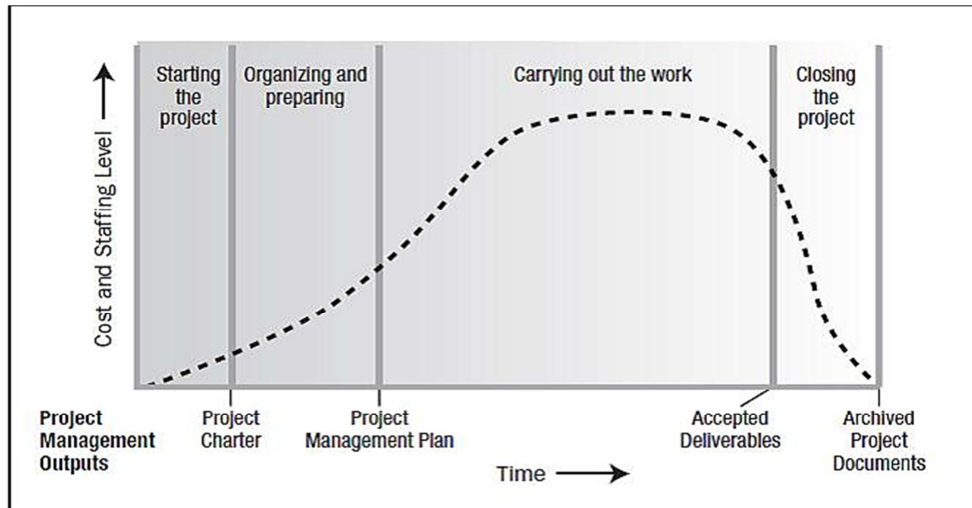 Starting
the
project
Organizing and
preparing
Carrying out the work
Closing
the
project
Cost and Staffing Level
Project
Management
Outputs
Project
Charter
Project
Management Plan
Accepted
Deliverables
Archived
Project
Documents
Time